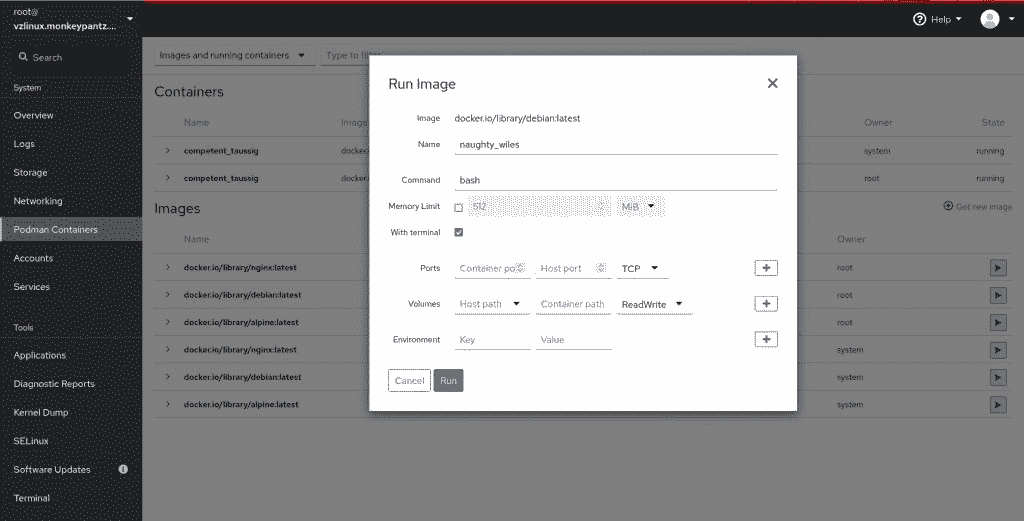 root@
vzlinux.monkeypantz....
Help
Search
Images and running containers
Type to filter
System
Overview
Logs
Storage
Networking
Podman Containers
Accounts
Services
Tools
Applications
Diagnostic Reports
Kernel Dump
SELinux
Software Updates
Terminal
Containers
Name Image Owner State
competent_taussig docker. system running
competent_taussig docker. root running
Images
Get new image
Name Owner
docker.io/library/nginx:latest root
docker.io/library/debian:latest root
docker.io/library/alpine:latest root
docker.io/library/nginx:latest system
docker.io/library/debian:latest system
docker.io/library/alpine:latest system
Run Image
Image docker.io/library/debian:latest
Name naughty_wiles
Command bash
Memory Limit 512 MiB
With terminal
Ports Container po Host port TCP
Volumes Host path Container path ReadWrite
Environment Key Value
Cancel Run